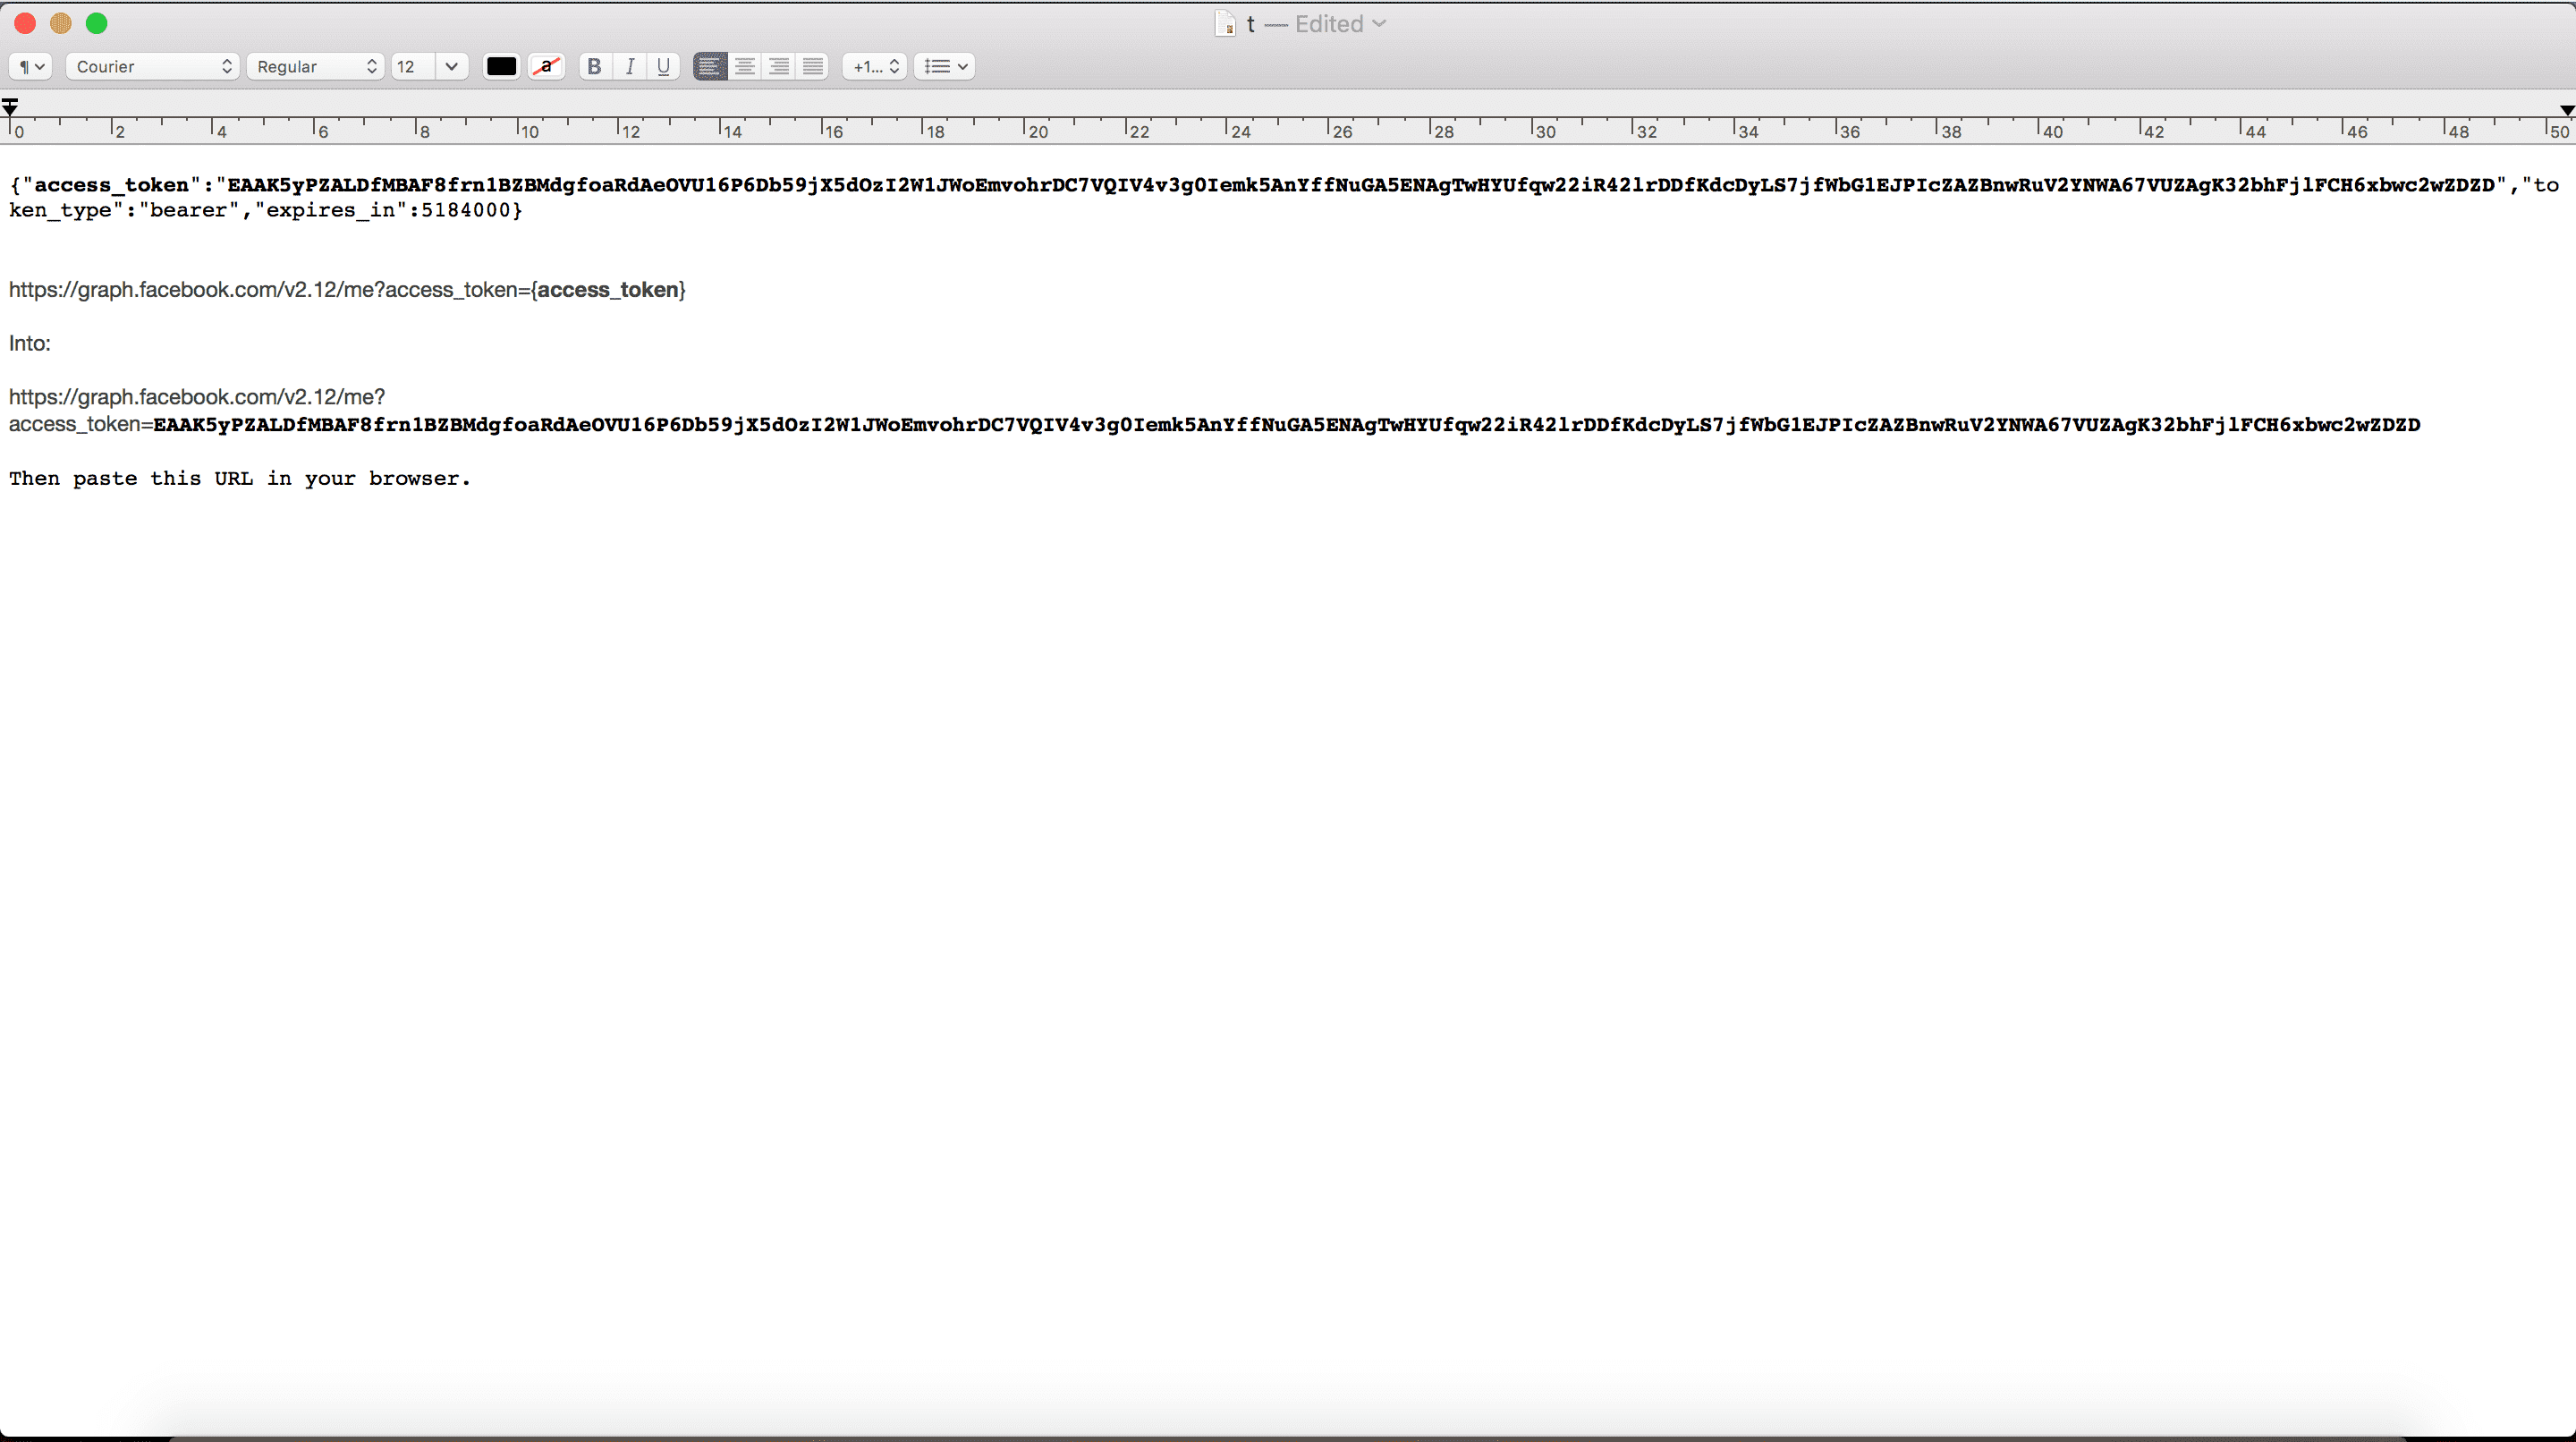 t — Edited
¶ Courier Regular 12 a B I U +1...
0 2 4 6 8 10 12 14 16 18 20 22 24 26 28 30 32 34 36 38 40 42 44 46 48 50
{"access_token":"EAAK5yPZALDfMBAF8frn1BZBMdgfoaRdAeOVU16P6Db59jX5dOzI2W1JWoEmvohrDC7VQIV4v3g0Iemk5AnYffNuGA5ENAgTwHYUfqw22iR42lrDDfKdcDyLS7jfWbG1EJPIcZAZBnwRuV2YNWA67VUZAgK32bhFjlFCH6xbwc2wZDZD","to
ken_type":"bearer","expires_in":5184000}
https://graph.facebook.com/v2.12/me?access_token={access_token}
Into:
https://graph.facebook.com/v2.12/me?
access_token=EAAK5yPZALDfMBAF8frn1BZBMdgfoaRdAeOVU16P6Db59jX5dOzI2W1JWoEmvohrDC7VQIV4v3g0Iemk5AnYffNuGA5ENAgTwHYUfqw22iR42lrDDfKdcDyLS7jfWbG1EJPIcZAZBnwRuV2YNWA67VUZAgK32bhFjlFCH6xbwc2wZDZD
Then paste this URL in your browser.